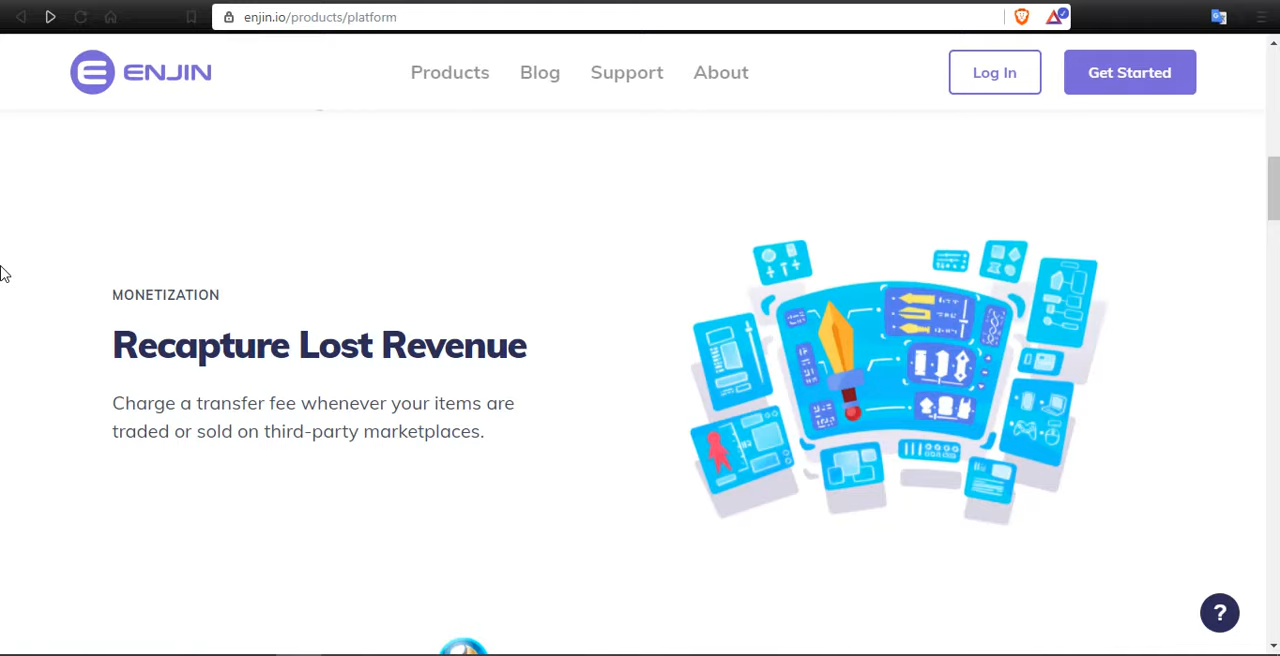 enjin.io/products/platform
ENJIN
Products
Blog
Support
About
Log In
Get Started
MONETIZATION
Recapture Lost Revenue
Charge a transfer fee whenever your items are
traded or sold on third-party marketplaces.
?